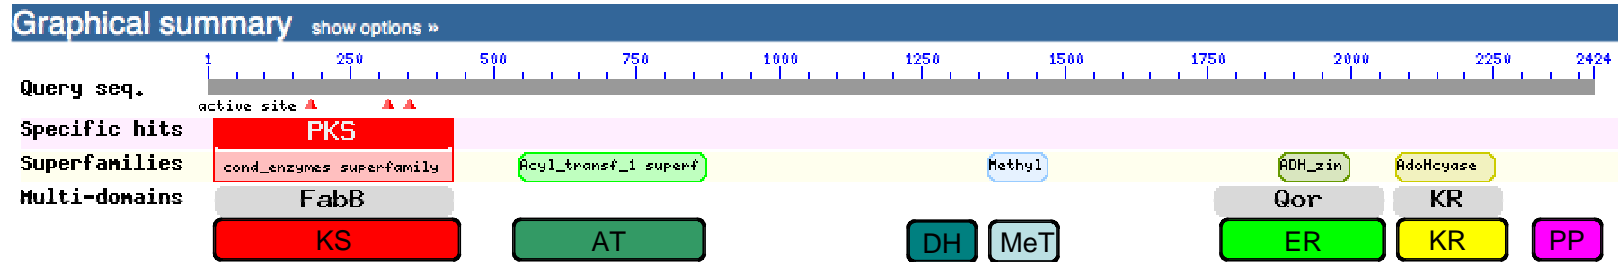 Graphical summary show options »
1 250 500 750 1000 1250 1500 1750 2000 2250 2424
Query seq.
active site
Specific hits PKS
Superfamilies cond_enzymes superfamily Acyl_transf_1 superf Methyl ADH_zin AdoHcyase
Multi-domains FabB Qor KR
KS AT DH MeT ER KR PP